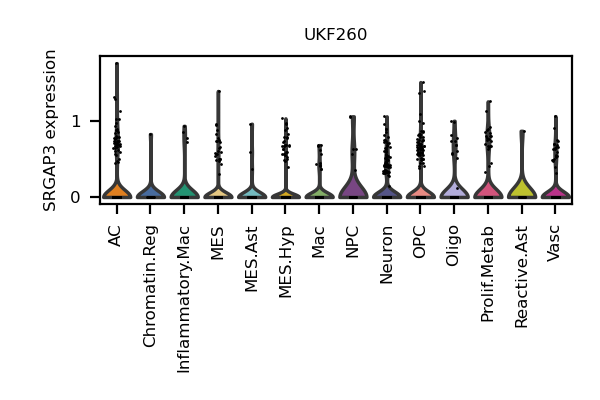 UKF260
SRGAP3 expression
1
0
AC
Chromatin.Reg
Inflammatory.Mac
MES
MES.Ast
MES.Hyp
Mac
NPC
Neuron
OPC
Oligo
Prolif.Metab
Reactive.Ast
Vasc